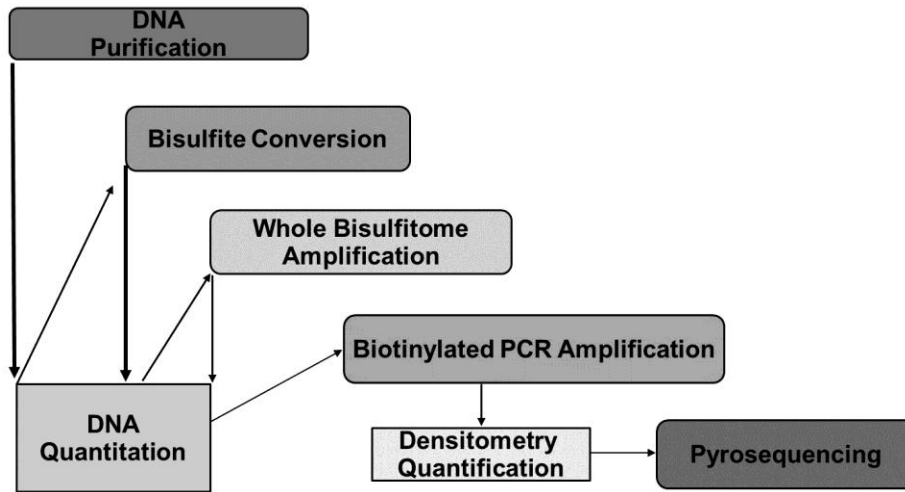 DNA
Purification
Bisulfite Conversion
Whole Bisulfitome
Amplification
Biotinylated PCR Amplification
DNA
Quantitation
Densitometry
Quantification
Pyrosequencing